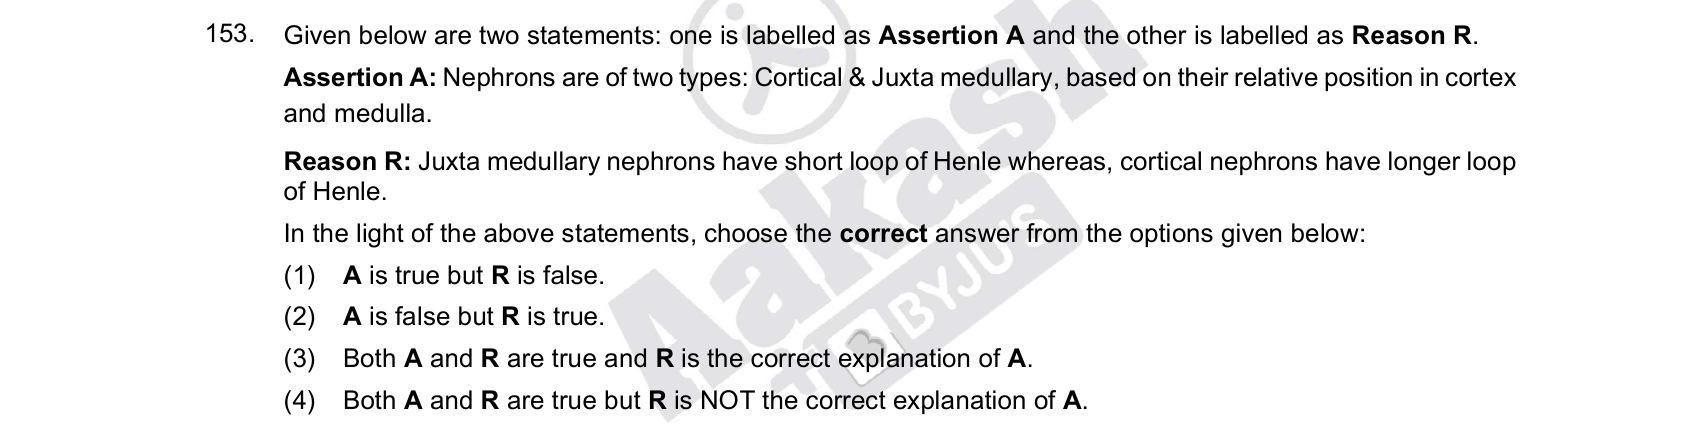 153. Given below are two statements: one is labelled as Assertion A and the other is labelled as Reason R.
Assertion A: Nephrons are of two types: Cortical & Juxta medullary, based on their relative position in cortex
and medulla.
Reason R: Juxta medullary nephrons have short loop of Henle whereas, cortical nephrons have longer loop
of Henle.
In the light of the above statements, choose the correct answer from the options given below:
(1) A is true but R is false.
(2) A is false but R is true.
(3) Both A and R are true and R is the correct explanation of A.
(4) Both A and R are true but R is NOT the correct explanation of A.
Aakash
BYJU'S